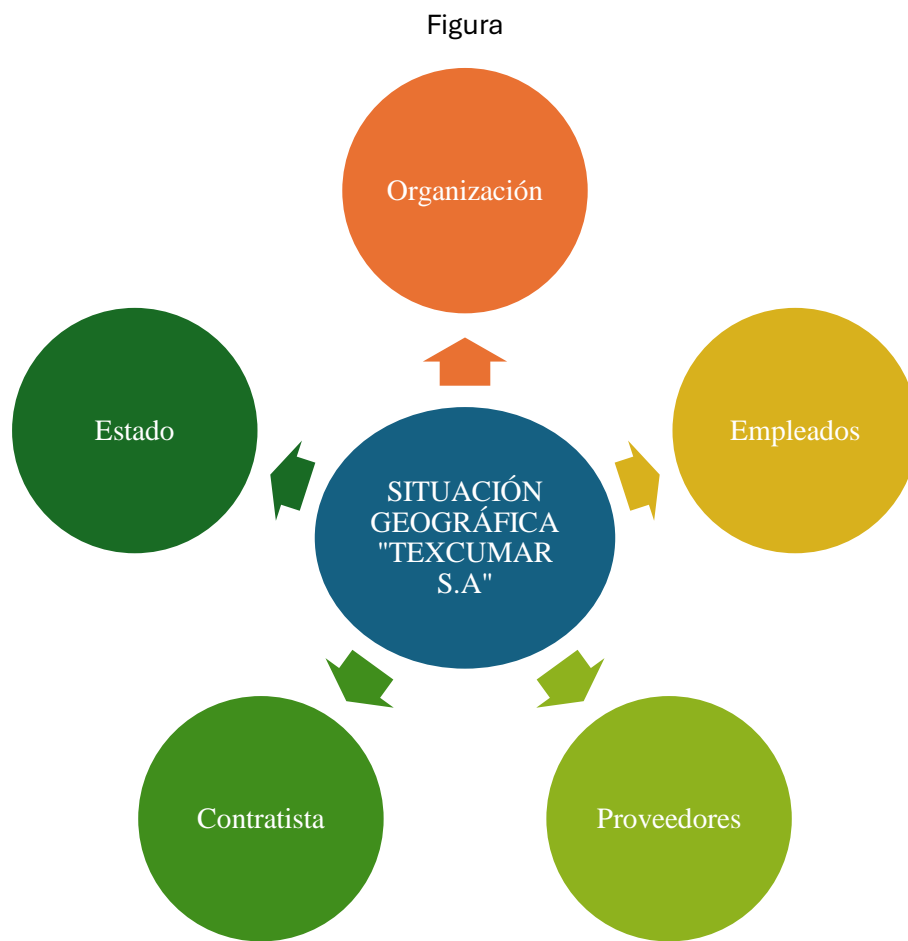 Figura
Organización
Estado
Empleados
SITUACIÓN
GEOGRÁFICA
"TEXCUMAR
S.A"
Contratista
Proveedores